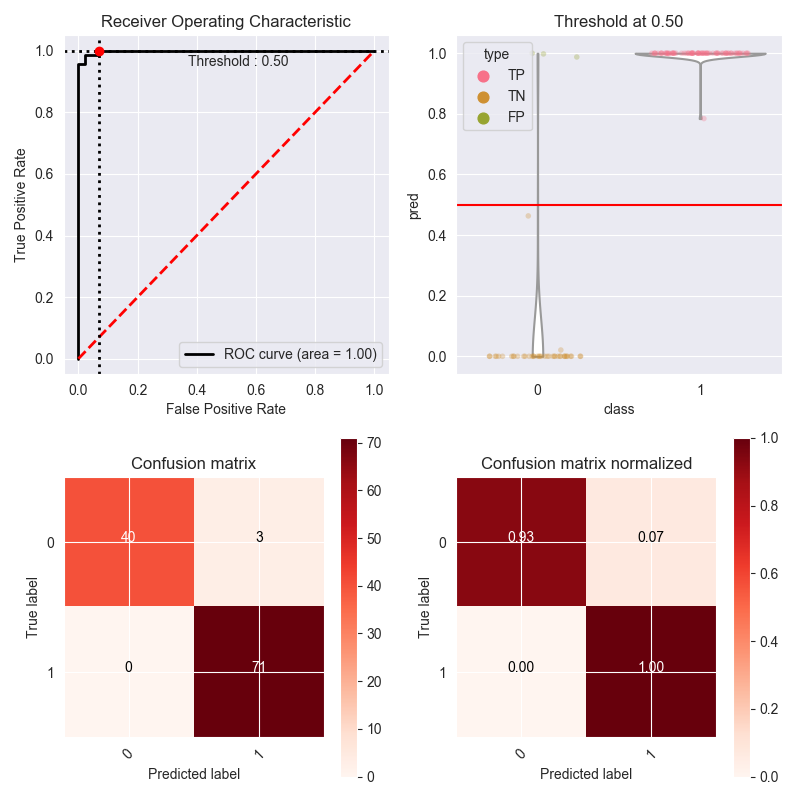 Receiver Operating Characteristic
1.0
0.8
0.6
0.4
0.2
0.0
True Positive Rate
Threshold : 0.50
ROC curve (area = 1.00)
0.0 0.2 0.4 0.6 0.8 1.0
False Positive Rate
Threshold at 0.50
type
TP
TN
FP
1.0
0.8
0.6
0.4
0.2
0.0
pred
0 1
class
Confusion matrix
True label
0
1
40 3
0 71
0 1
Predicted label
70
60
50
40
30
20
10
0
Confusion matrix normalized
True label
0
1
0.93 0.07
0.00 1.00
0 1
Predicted label
1.0
0.8
0.6
0.4
0.2
0.0